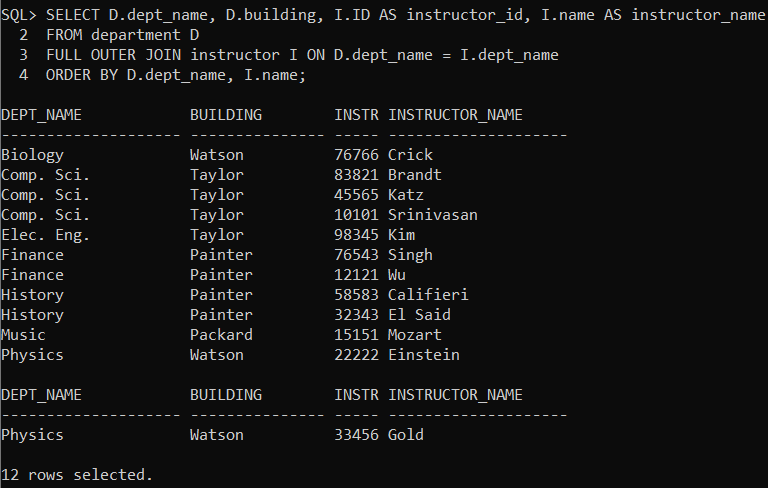 SQL> SELECT D.dept_name, D.building, I.ID AS instructor_id, I.name AS instructor_name
  2  FROM department D
  3  FULL OUTER JOIN instructor I ON D.dept_name = I.dept_name
  4  ORDER BY D.dept_name, I.name;

DEPT_NAME            BUILDING        INSTR INSTRUCTOR_NAME
-------------------- --------------- ----- --------------------
Biology              Watson          76766 Crick
Comp. Sci.           Taylor          83821 Brandt
Comp. Sci.           Taylor          45565 Katz
Comp. Sci.           Taylor          10101 Srinivasan
Elec. Eng.           Taylor          98345 Kim
Finance              Painter         76543 Singh
Finance              Painter         12121 Wu
History              Painter         58583 Califieri
History              Painter         32343 El Said
Music                Packard         15151 Mozart
Physics              Watson          22222 Einstein

DEPT_NAME            BUILDING        INSTR INSTRUCTOR_NAME
-------------------- --------------- ----- --------------------
Physics              Watson          33456 Gold

12 rows selected.